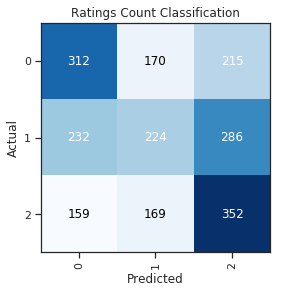 Ratings Count Classification
Actual
0 312 170 215
1 232 224 286
2 159 169 352
0 1 2
Predicted